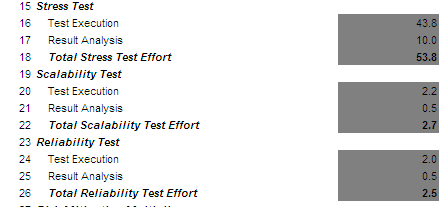 15 Stress Test
16 Test Execution 43.8
17 Result Analysis 10.0
18 Total Stress Test Effort 53.8
19 Scalability Test
20 Test Execution 2.2
21 Result Analysis 0.5
22 Total Scalability Test Effort 2.7
23 Reliability Test
24 Test Execution 2.0
25 Result Analysis 0.5
26 Total Reliability Test Effort 2.5